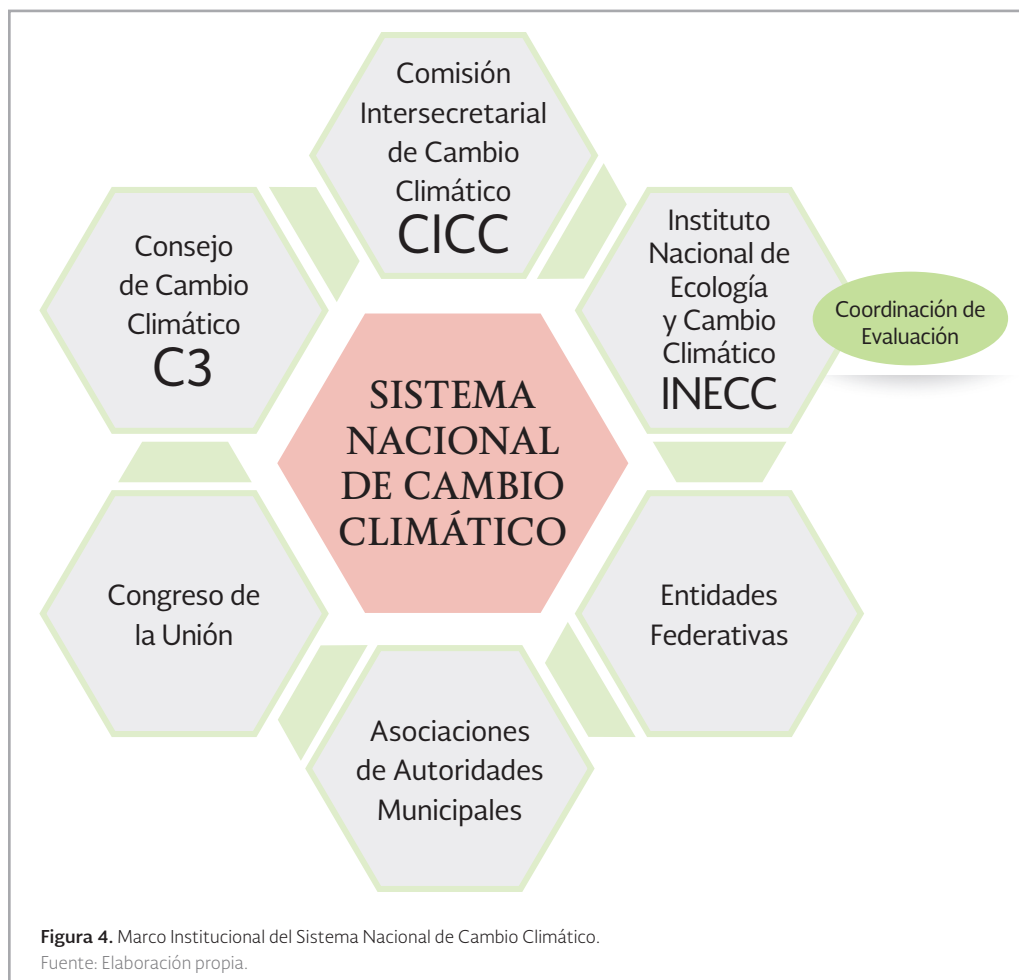 Comisión
Intersecretarial
de Cambio
Climático
CICC
Instituto
Nacional de
Ecología
y Cambio
Climático
INECC
Coordinación de
Evaluación
Consejo
de Cambio
Climático
C3
SISTEMA
NACIONAL
DE CAMBIO
CLIMÁTICO
Congreso de
la Unión
Entidades
Federativas
Asociaciones
de Autoridades
Municipales
Figura 4. Marco Institucional del Sistema Nacional de Cambio Climático.
Fuente: Elaboración propia.